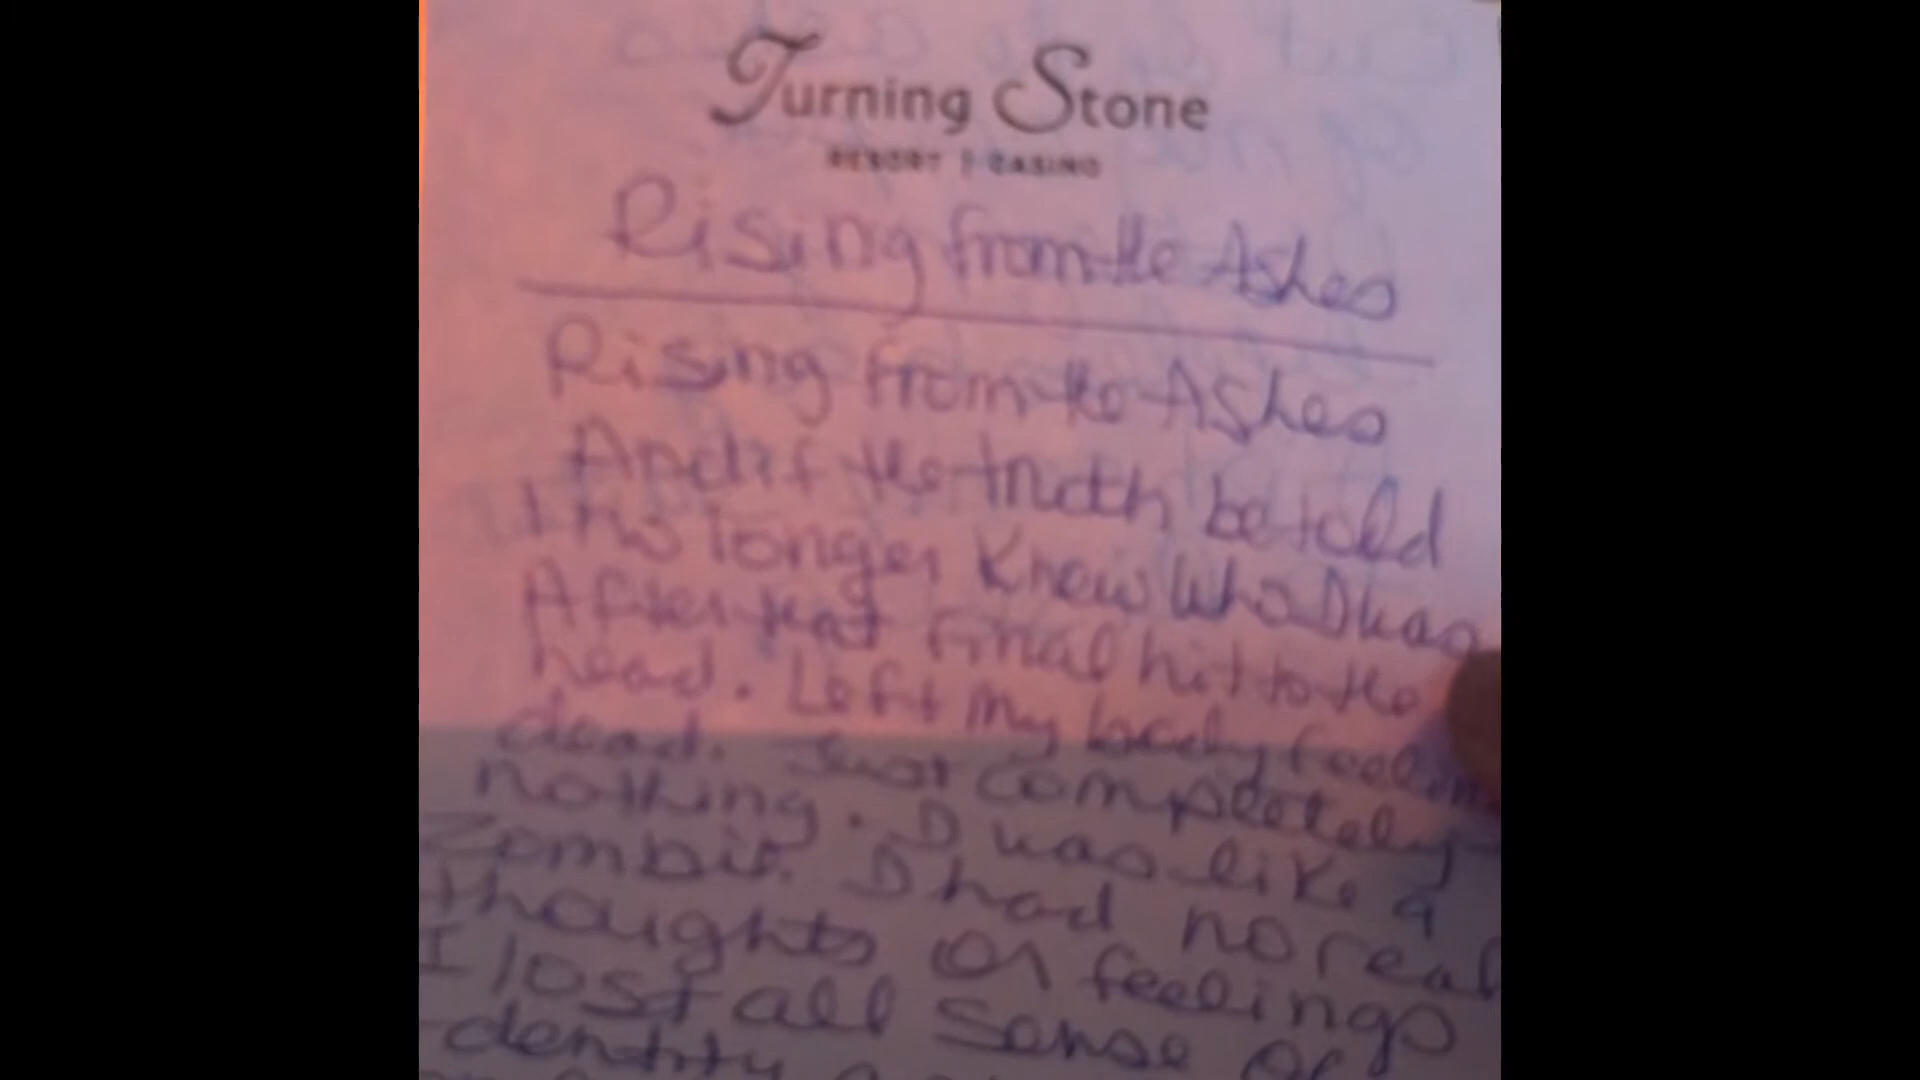 Turning Stone
RESORT | CASINO
Rising from the Ashes
Rising from the Ashes
And if the truth be told
I no longer Knew Who I was
After that final hit to the
head. Left my body feeling
dead. Just completely
nothing. I was like a
Zombie. I had no real
thoughts or feelings
I lost all sense of
identity